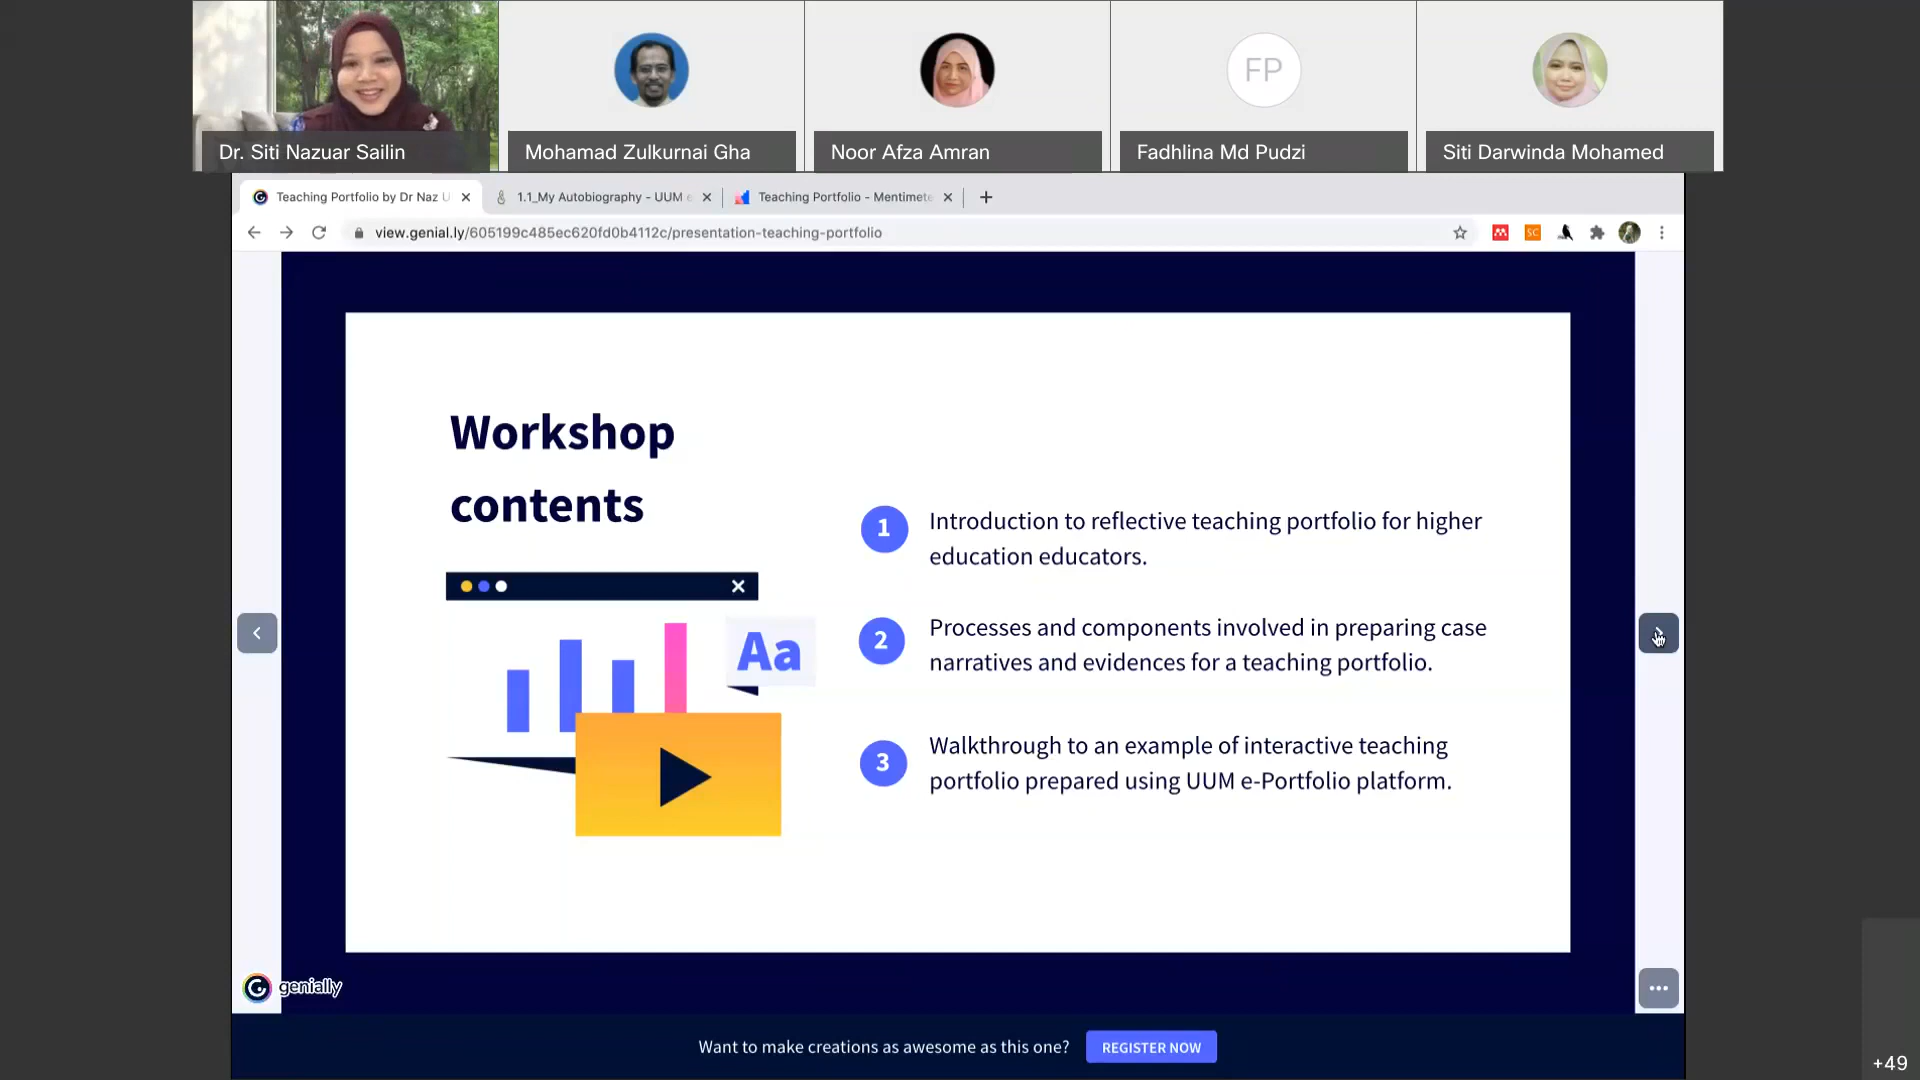 Dr. Siti Nazuar Sailin
Mohamad Zulkurnai Gha
Noor Afza Amran
FP
Fadhlina Md Pudzi
Siti Darwinda Mohamed
Teaching Portfolio by Dr Naz U
1.1_My Autobiography - UUM e
Teaching Portfolio - Mentimete
view.genial.ly/605199c485ec620fd0b4112c/presentation-teaching-portfolio
SC
Workshop
contents
Aa
1
Introduction to reflective teaching portfolio for higher
education educators.
2
Processes and components involved in preparing case
narratives and evidences for a teaching portfolio.
3
Walkthrough to an example of interactive teaching
portfolio prepared using UUM e-Portfolio platform.
genially
Want to make creations as awesome as this one?
REGISTER NOW
+49